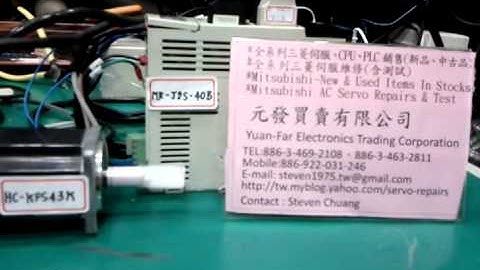 #全系列三菱伺服、CPU、PLC 銷售(新品、中古品)
#全系列三菱伺服維修(含測試)
#Mitsubishi-New & Used Items In Stocks
#Mitsubishi AC Servo Repairs & Test
元發買賣有限公司
Yuan-Far Electronics Trading Corporation
TEL:886-3-469-2108、886-3-463-2811
Mobile:886-922-031-246
E-mail: steven1975.tw@gmail.com
http://tw.myblog.yahoo.com/servo-repairs
Contact : Steven Chuang
MR-J2S-40B
HC-KFS43K